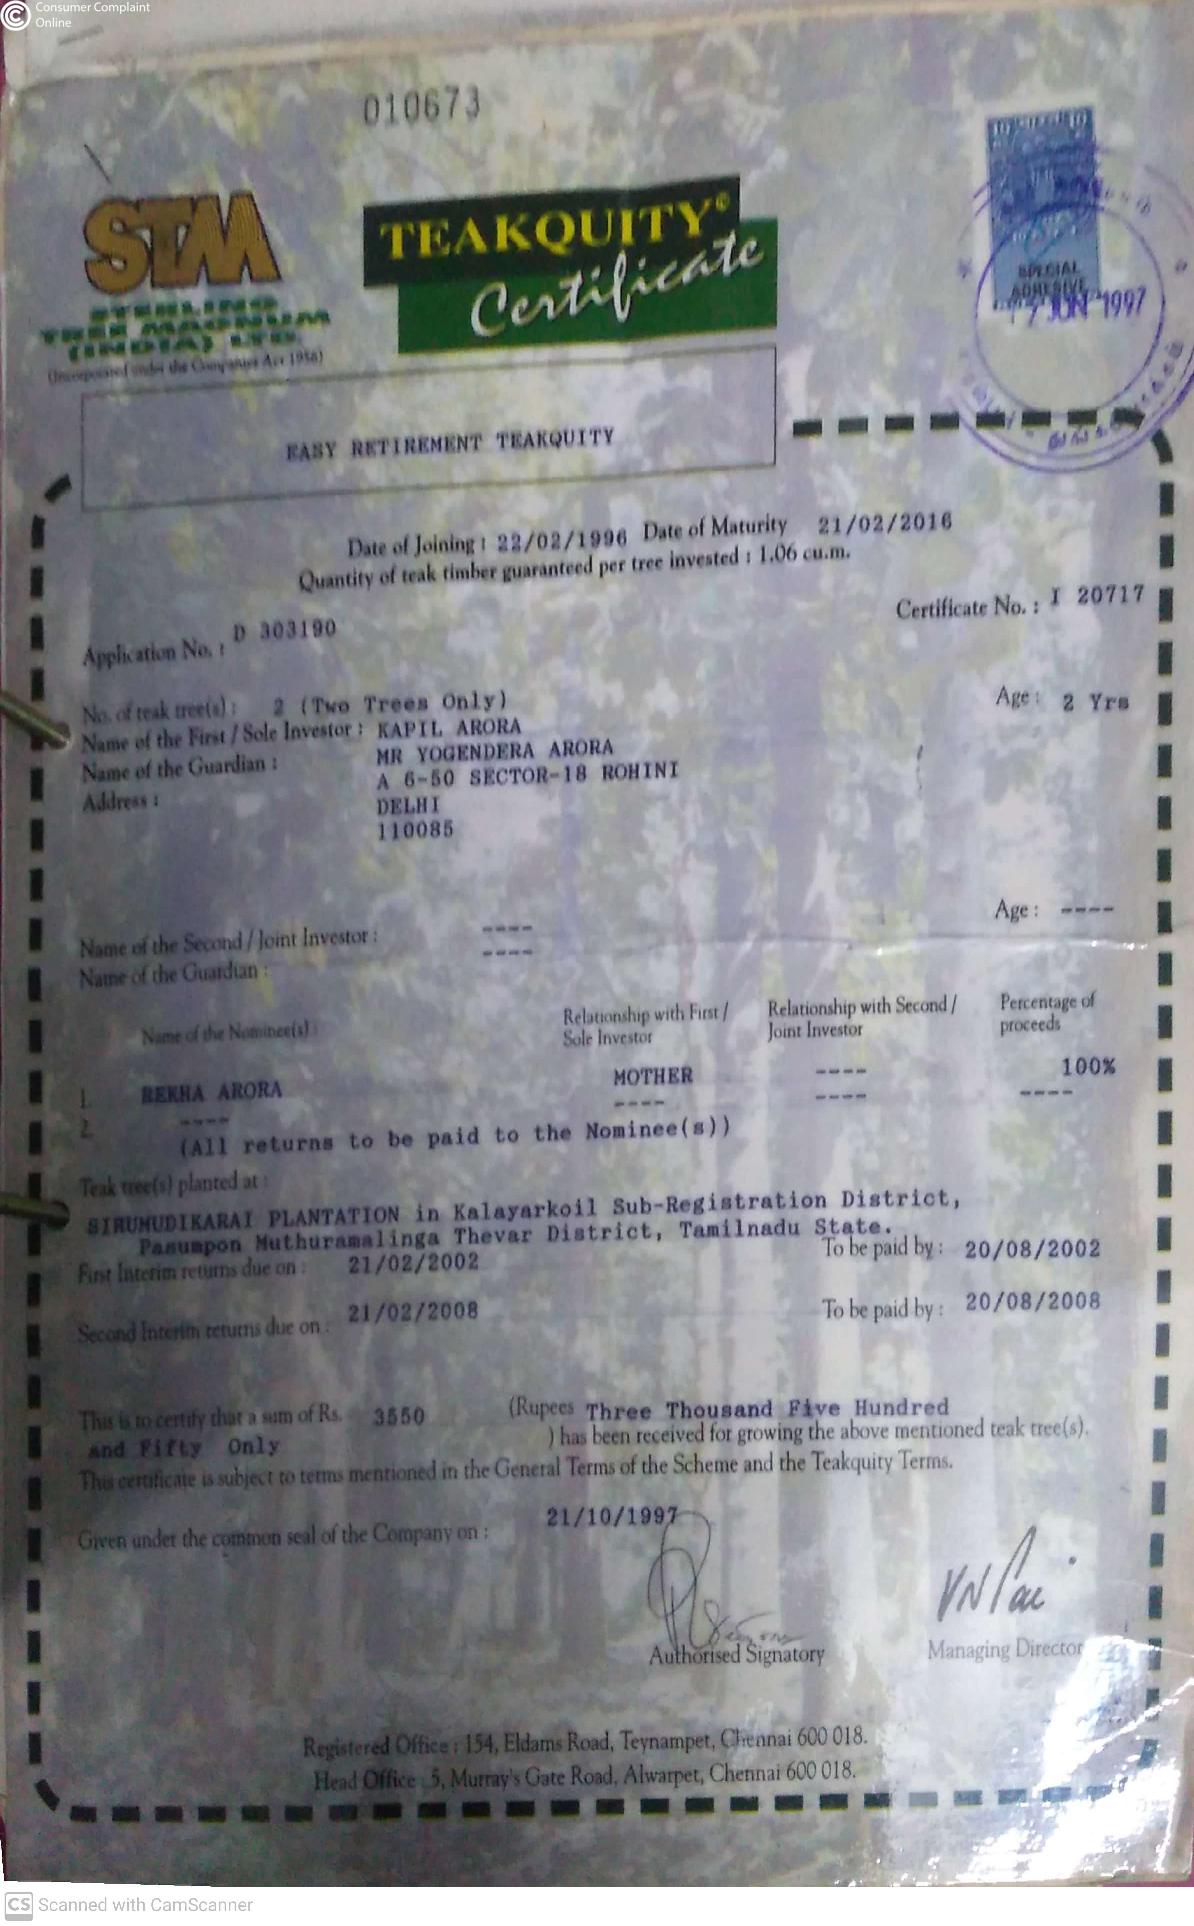 Consumer Complaint
Online
010673
STM
STERLING
TREE MAGNUM
(INDIA) LTD.
(Incorporated under the Companies Act 1956)
TEAKQUITY©
Certificate
SPECIAL
ADHESIVE
17 JUN 1997
EASY RETIREMENT TEAKQUITY
Date of Joining : 22/02/1996 Date of Maturity 21/02/2016
Quantity of teak timber guaranteed per tree invested : 1.06 cu.m.
Certificate No. : I 20717
Application No. : D 303190
No. of teak tree(s) : 2 (Two Trees Only) Age : 2 Yrs
Name of the First / Sole Investor : KAPIL ARORA
Name of the Guardian : MR YOGENDERA ARORA
Address : A 6-50 SECTOR-18 ROHINI
DELHI
110085
Age : ----
Name of the Second / Joint Investor : ----
Name of the Guardian : ----
Name of the Nominee(s) : Relationship with First / Sole Investor Relationship with Second / Joint Investor Percentage of proceeds
1. REKHA ARORA MOTHER ---- 100%
2. ---- ---- ---- ----
(All returns to be paid to the Nominee(s))
Teak tree(s) planted at :
SIRUMUDIKARAI PLANTATION in Kalayarkoil Sub-Registration District,
Pasumpon Muthuramalinga Thevar District, Tamilnadu State.
First Interim returns due on : 21/02/2002 To be paid by : 20/08/2002
Second Interim returns due on : 21/02/2008 To be paid by : 20/08/2008
This is to certify that a sum of Rs. 3550 (Rupees Three Thousand Five Hundred
and Fifty Only ) has been received for growing the above mentioned teak tree(s).
This certificate is subject to terms mentioned in the General Terms of the Scheme and the Teakquity Terms.
Given under the common seal of the Company on : 21/10/1997
VN Pai
Authorised Signatory Managing Director
Registered Office : 154, Eldams Road, Teynampet, Chennai 600 018.
Head Office : 5, Murray's Gate Road, Alwarpet, Chennai 600 018.
CS Scanned with CamScanner